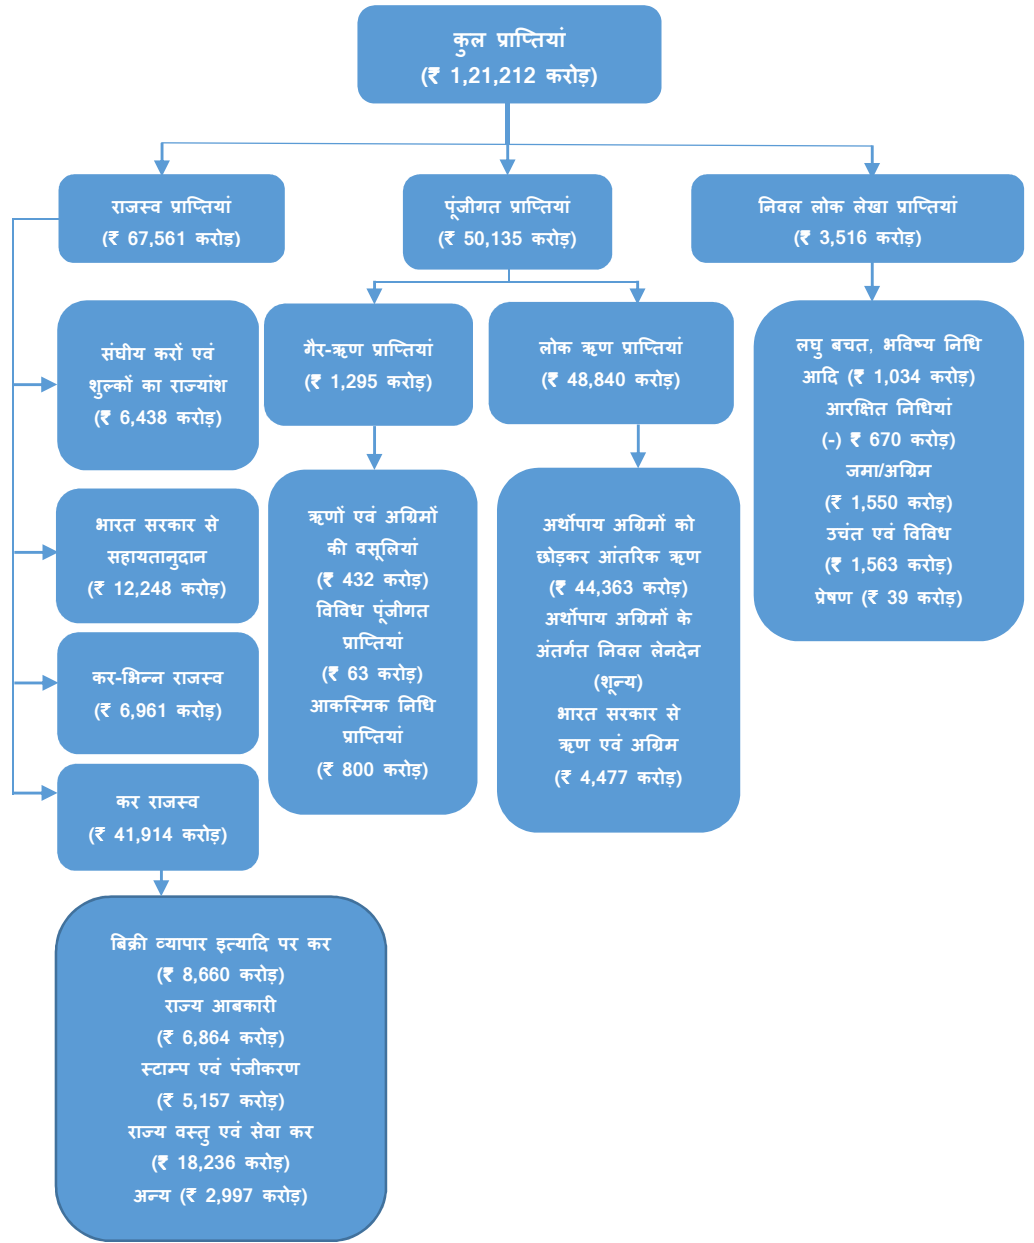 कुल प्राप्तियां
(₹ 1,21,212 करोड़)
राजस्व प्राप्तियां
(₹ 67,561 करोड़)
पूंजीगत प्राप्तियां
(₹ 50,135 करोड़)
निवल लोक लेखा प्राप्तियां
(₹ 3,516 करोड़)
संघीय करों एवं
शुल्कों का राज्यांश
(₹ 6,438 करोड़)
भारत सरकार से
सहायतानुदान
(₹ 12,248 करोड़)
कर-भिन्न राजस्व
(₹ 6,961 करोड़)
कर राजस्व
(₹ 41,914 करोड़)
बिक्री व्यापार इत्यादि पर कर
(₹ 8,660 करोड़)
राज्य आबकारी
(₹ 6,864 करोड़)
स्टाम्प एवं पंजीकरण
(₹ 5,157 करोड़)
राज्य वस्तु एवं सेवा कर
(₹ 18,236 करोड़)
अन्य (₹ 2,997 करोड़)
गैर-ऋण प्राप्तियां
(₹ 1,295 करोड़)
ऋणों एवं अग्रिमों
की वसूलियां
(₹ 432 करोड़)
विविध पूंजीगत
प्राप्तियां
(₹ 63 करोड़)
आकस्मिक निधि
प्राप्तियां
(₹ 800 करोड़)
लोक ऋण प्राप्तियां
(₹ 48,840 करोड़)
अर्थोपाय अग्रिमों को
छोड़कर आंतरिक ऋण
(₹ 44,363 करोड़)
अर्थोपाय अग्रिमों के
अंतर्गत निवल लेनदेन
(शून्य)
भारत सरकार से
ऋण एवं अग्रिम
(₹ 4,477 करोड़)
लघु बचत, भविष्य निधि
आदि (₹ 1,034 करोड़)
आरक्षित निधियां
(-) ₹ 670 करोड़)
जमा/अग्रिम
(₹ 1,550 करोड़)
उचंत एवं विविध
(₹ 1,563 करोड़)
प्रेषण (₹ 39 करोड़)